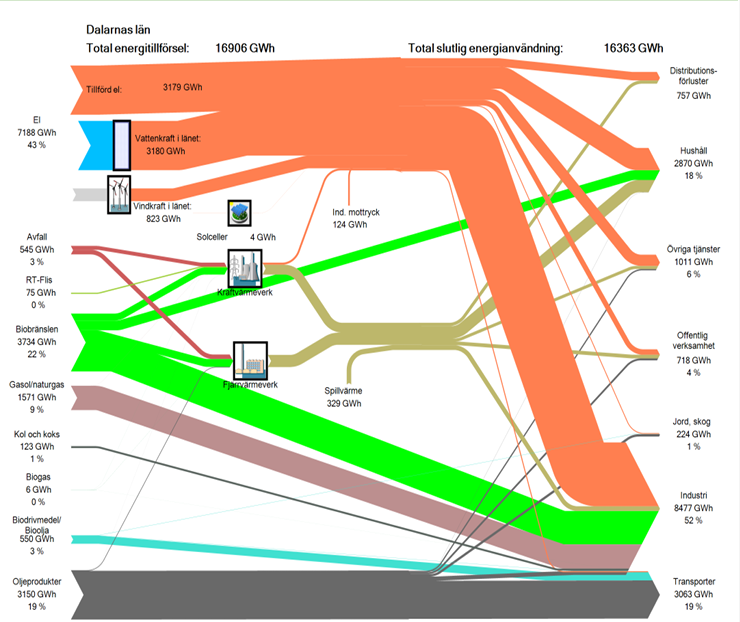 Dalarnas län
Total energitillförsel: 16906 GWh
Total slutlig energianvändning: 16363 GWh
Tillförd el: 3179 GWh
El
7188 GWh
43 %
Vattenkraft i länet:
3180 GWh
Vindkraft i länet:
823 GWh
Solceller 4 GWh
Ind. mottryck
124 GWh
Avfall
545 GWh
3 %
RT-Flis
75 GWh
0 %
Kraftvärmeverk
Biobränslen
3734 GWh
22 %
Fjärrvärmeverk
Spillvärme
329 GWh
Gasol/naturgas
1571 GWh
9 %
Kol och koks
123 GWh
1 %
Biogas
6 GWh
0 %
Biodrivmedel/
Bioolja
550 GWh
3 %
Oljeprodukter
3150 GWh
19 %
Distributions-
förluster
757 GWh
Hushåll
2870 GWh
18 %
Övriga tjänster
1011 GWh
6 %
Offentlig
verksamhet
718 GWh
4 %
Jord, skog
224 GWh
1 %
Industri
8477 GWh
52 %
Transporter
3063 GWh
19 %